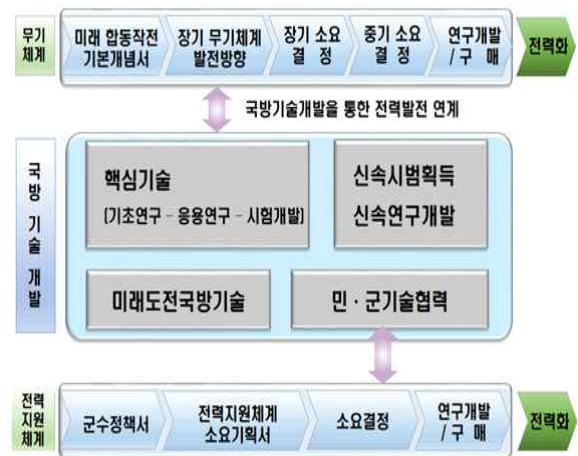 무기
체계
미래 합동작전
기본개념서
장기 무기체계
발전방향
장기 소요
결 정
중기 소요
결 정
연구개발
/ 구 매
전력화
국방기술개발을 통한 전력발전 연계
국
방
기
술
개
발
핵심기술
(기초연구 - 응용연구 - 시험개발)
신속시범획득
신속연구개발
미래도전국방기술
민 · 군기술협력
전력
지원
체계
군수정책서
전력지원체계
소요기획서
소요결정
연구개발
/ 구 매
전력화